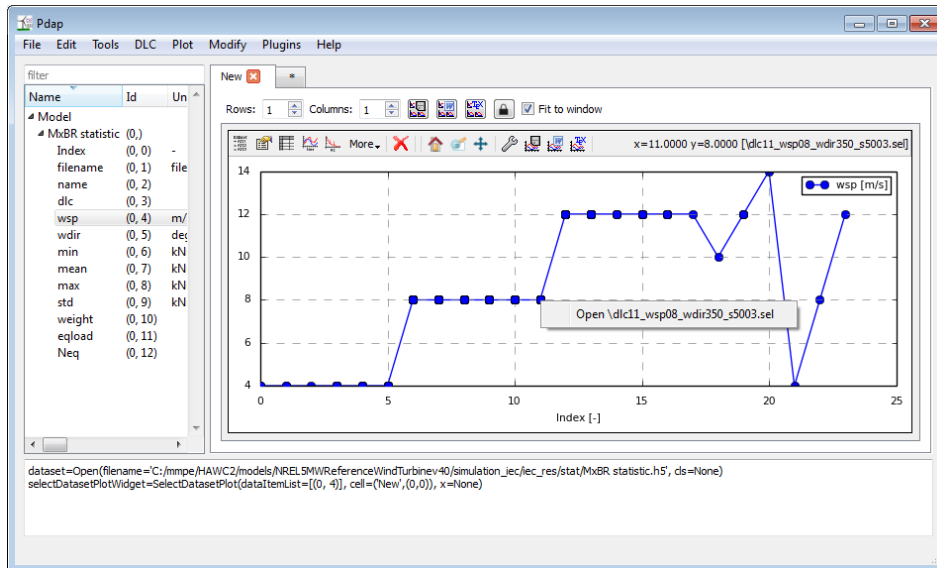 Pdap
File Edit Tools DLC Plot Modify Plugins Help
filter
Name Id Un
Model
MxBR statistic (0,)
Index (0, 0) -
filename (0, 1) file
name (0, 2)
dlc (0, 3)
wsp (0, 4) m/
wdir (0, 5) deg
min (0, 6) kN
mean (0, 7) kN
max (0, 8) kN
std (0, 9) kN
weight (0, 10)
eqload (0, 11)
Neq (0, 12)
New *
Rows: 1 Columns: 1 Fit to window
More x=11.0000 y=8.0000 [\dlc11_wsp08_wdir350_s5003.sel]
wsp [m/s]
14
12
10
8
6
4
Open \dlc11_wsp08_wdir350_s5003.sel
0 5 10 15 20 25
Index [-]
dataset=Open(filename='C:/mmpe/HAWC2/models/NREL5MWReferenceWindTurbinev40/simulation_iec/iec_res/stat/MxBR statistic.h5', cls=None)
selectDatasetPlotWidget=SelectDatasetPlot(dataItemList=[(0, 4)], cell=('New',(0,0)), x=None)